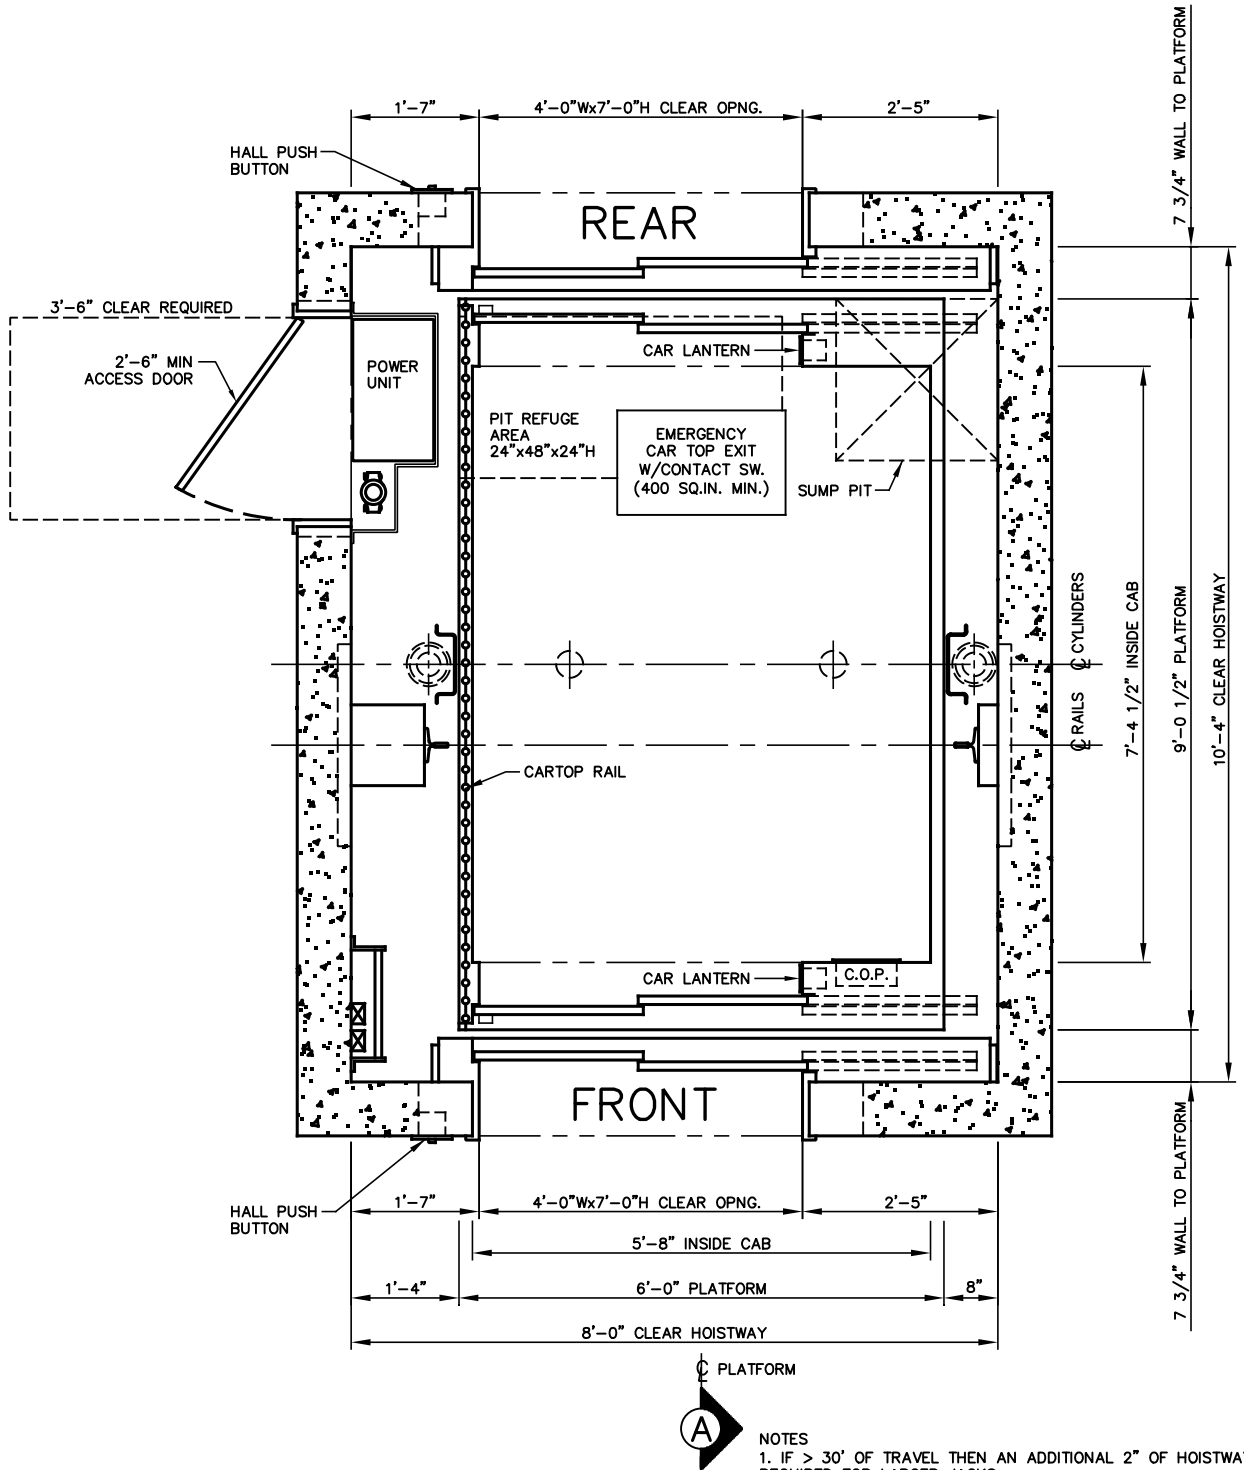 1'-7"
4'-0"Wx7'-0"H CLEAR OPNG.
2'-5"
7 3/4" WALL TO PLATFORM
HALL PUSH
BUTTON
REAR
3'-6" CLEAR REQUIRED
2'-6" MIN
ACCESS DOOR
POWER
UNIT
CAR LANTERN
PIT REFUGE
AREA
24"x48"x24"H
EMERGENCY
CAR TOP EXIT
W/CONTACT SW.
(400 SQ.IN. MIN.)
SUMP PIT
℄ CYLINDERS
℄ RAILS
7'-4 1/2" INSIDE CAB
9'-0 1/2" PLATFORM
10'-4" CLEAR HOISTWAY
CARTOP RAIL
CAR LANTERN
C.O.P.
FRONT
7 3/4" WALL TO PLATFORM
HALL PUSH
BUTTON
1'-7"
4'-0"Wx7'-0"H CLEAR OPNG.
2'-5"
5'-8" INSIDE CAB
1'-4"
6'-0" PLATFORM
8"
8'-0" CLEAR HOISTWAY
℄ PLATFORM
A
NOTES
1. IF > 30' OF TRAVEL THEN AN ADDITIONAL 2" OF HOISTWAY